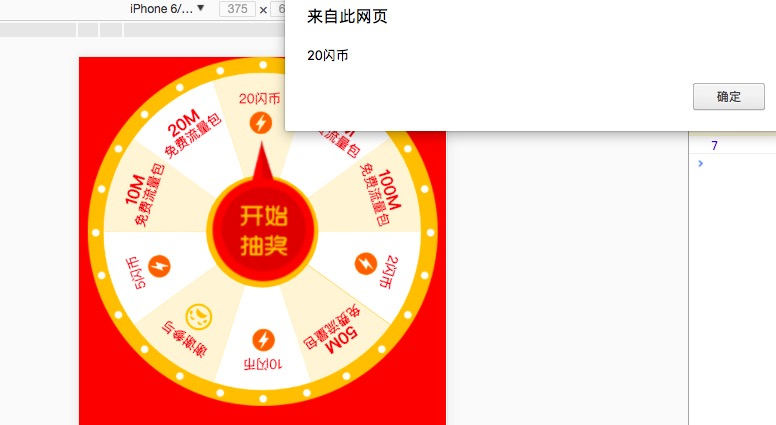 iPhone 6/... ▼ 375 × 6
来自此网页
20闪币
确定
7
20闪币
免费流量包
100M
免费流量包
2闪币
50M
免费流量包
10闪币
谢谢参与
5闪币
10M
免费流量包
20M
免费流量包
开始
抽奖